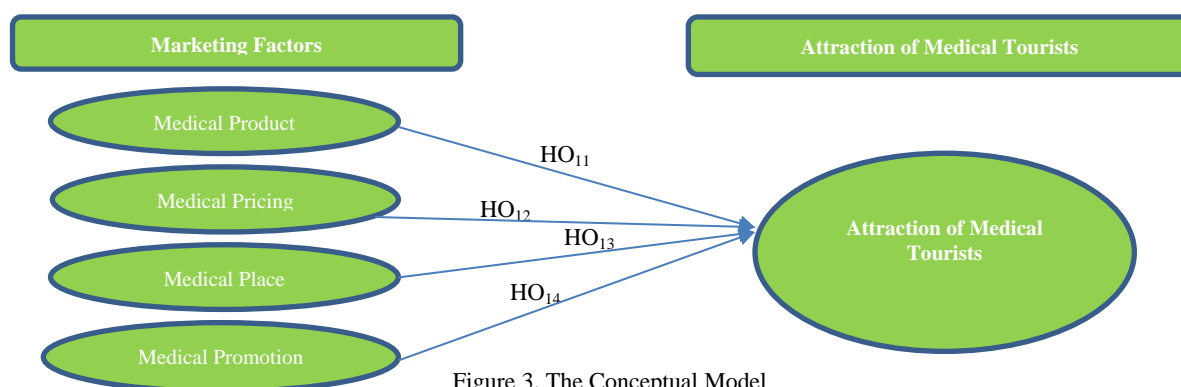 Marketing Factors
Attraction of Medical Tourists
Medical Product
HO₁₁
Medical Pricing
HO₁₂
HO₁₃
Attraction of Medical
Tourists
Medical Place
HO₁₄
Medical Promotion
Figure 3. The Conceptual Model